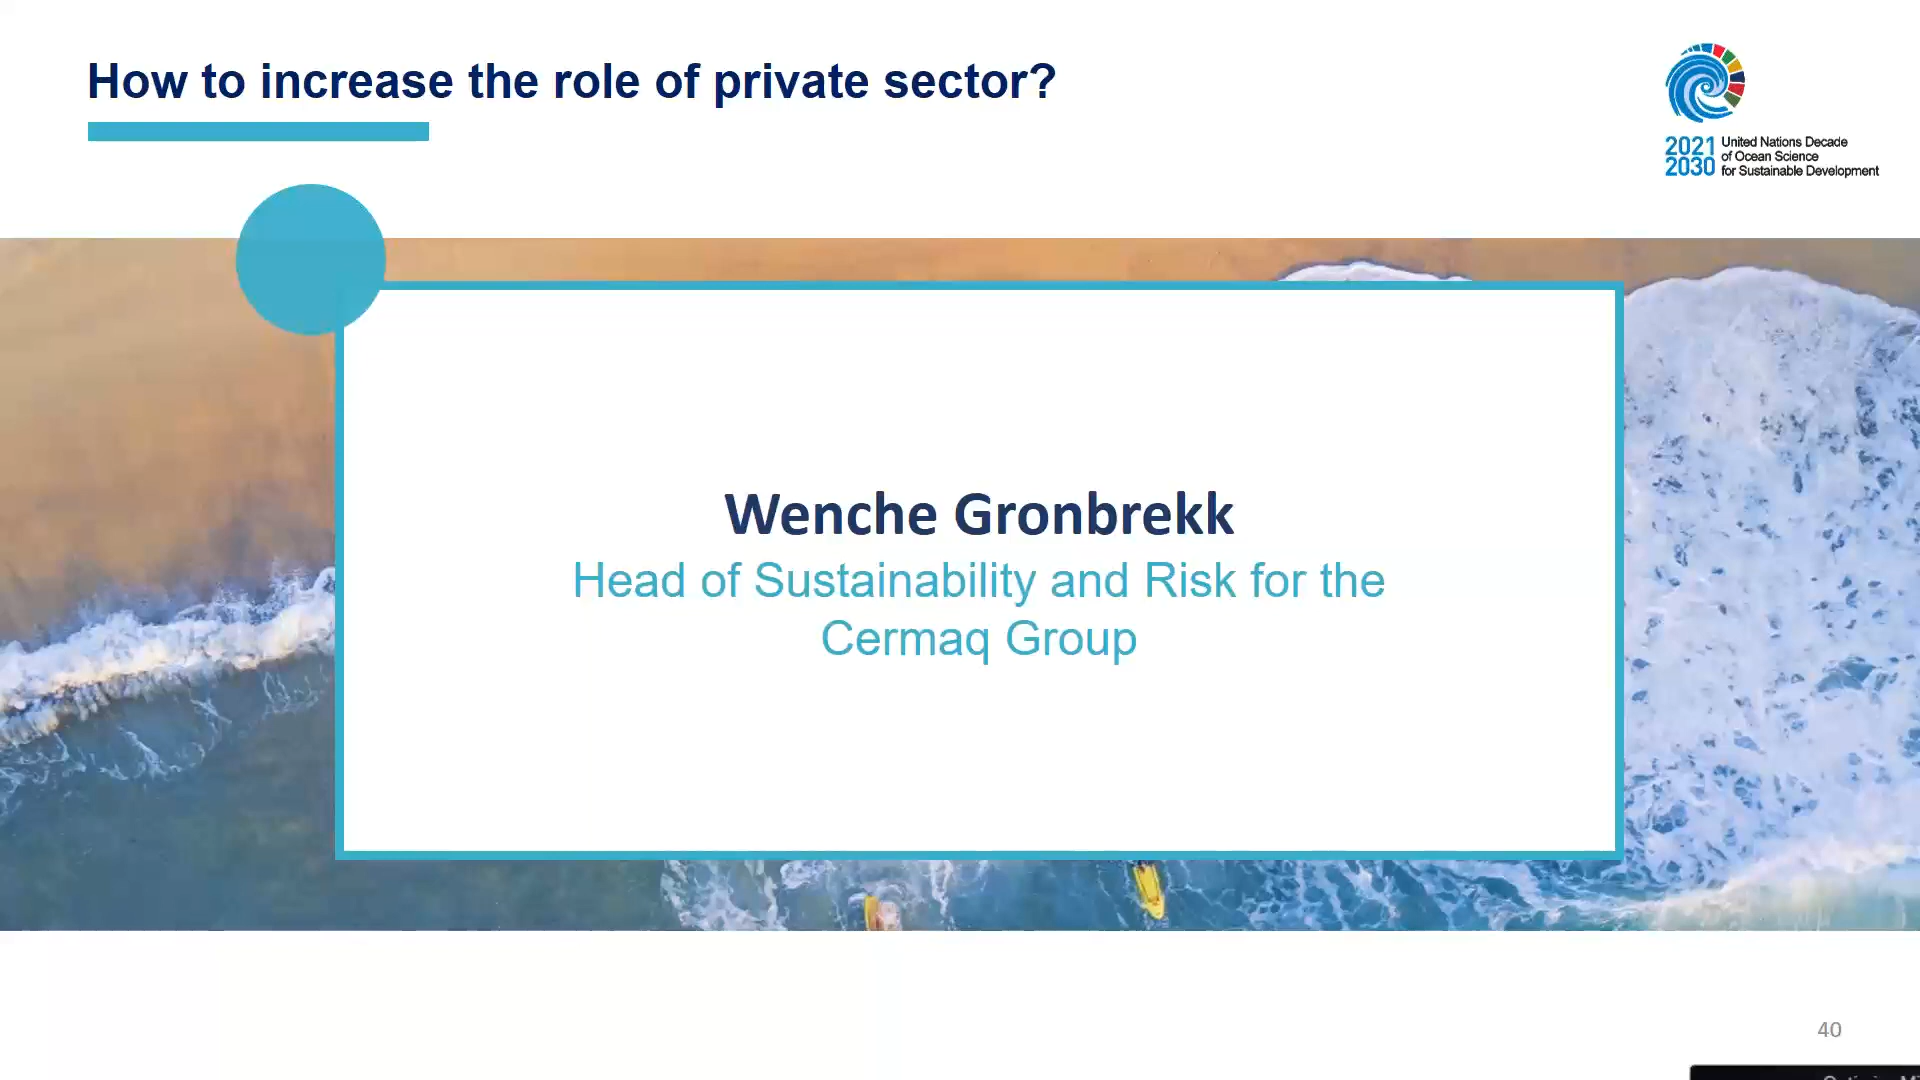 How to increase the role of private sector?
2021 United Nations Decade
of Ocean Science
2030 for Sustainable Development
Wenche Gronbrekk
Head of Sustainability and Risk for the
Cermaq Group
40